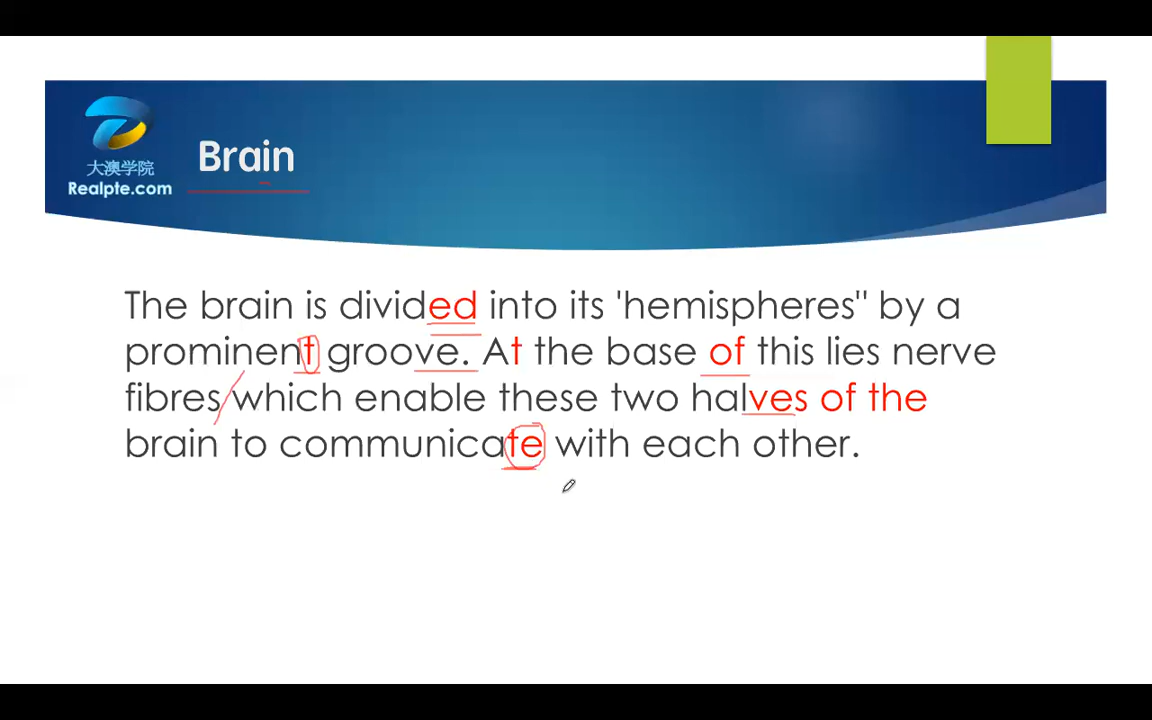 大澳学院
Realpte.com
Brain
The brain is divided into its 'hemispheres" by a
prominent groove. At the base of this lies nerve
fibres which enable these two halves of the
brain to communicate with each other.